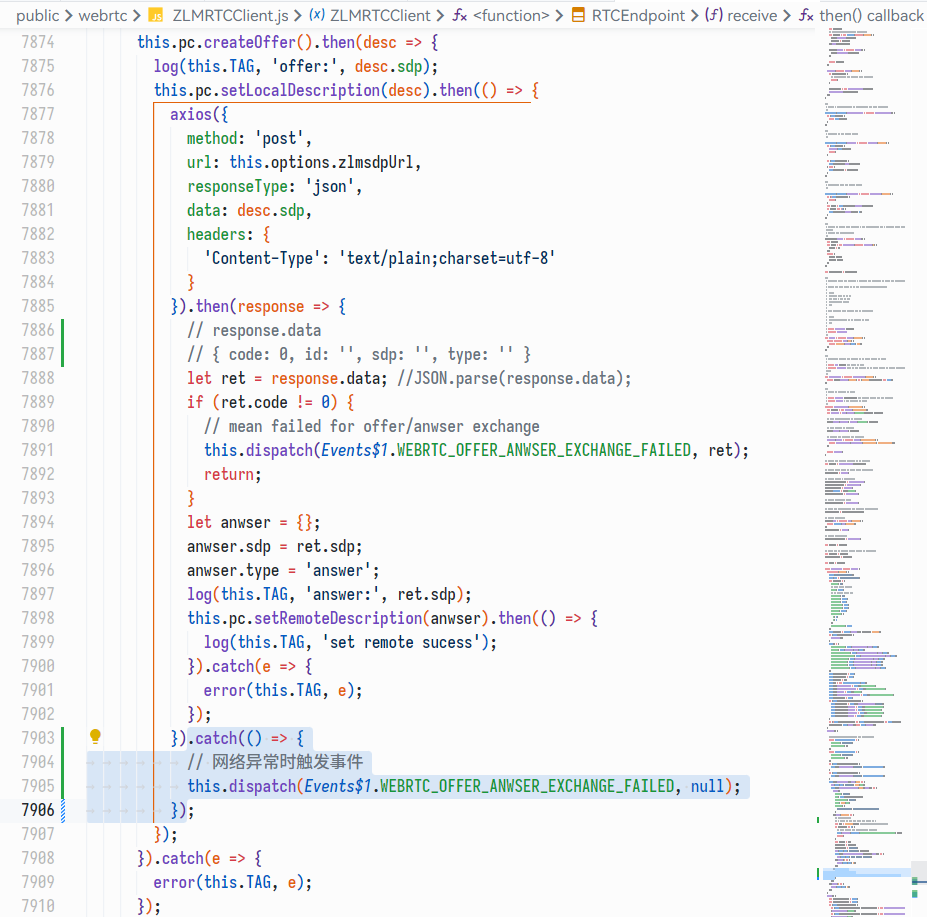 public > webrtc > JS ZLMRTCClient.js > ZLMRTCClient > <function> > RTCEndpoint > receive > then() callback
7874 this.pc.createOffer().then(desc => {
7875 log(this.TAG, 'offer:', desc.sdp);
7876 this.pc.setLocalDescription(desc).then(() => {
7877 axios({
7878 method: 'post',
7879 url: this.options.zlmsdpUrl,
7880 responseType: 'json',
7881 data: desc.sdp,
7882 headers: {
7883 'Content-Type': 'text/plain;charset=utf-8'
7884 }
7885 }).then(response => {
7886 // response.data
7887 // { code: 0, id: '', sdp: '', type: '' }
7888 let ret = response.data; //JSON.parse(response.data);
7889 if (ret.code != 0) {
7890 // mean failed for offer/anwser exchange
7891 this.dispatch(Events$1.WEBRTC_OFFER_ANWSER_EXCHANGE_FAILED, ret);
7892 return;
7893 }
7894 let anwser = {};
7895 anwser.sdp = ret.sdp;
7896 anwser.type = 'answer';
7897 log(this.TAG, 'answer:', ret.sdp);
7898 this.pc.setRemoteDescription(anwser).then(() => {
7899 log(this.TAG, 'set remote sucess');
7900 }).catch(e => {
7901 error(this.TAG, e);
7902 });
7903 }).catch(() => {
7904 // 网络异常时触发事件
7905 this.dispatch(Events$1.WEBRTC_OFFER_ANWSER_EXCHANGE_FAILED, null);
7906 });
7907 });
7908 }).catch(e => {
7909 error(this.TAG, e);
7910 });